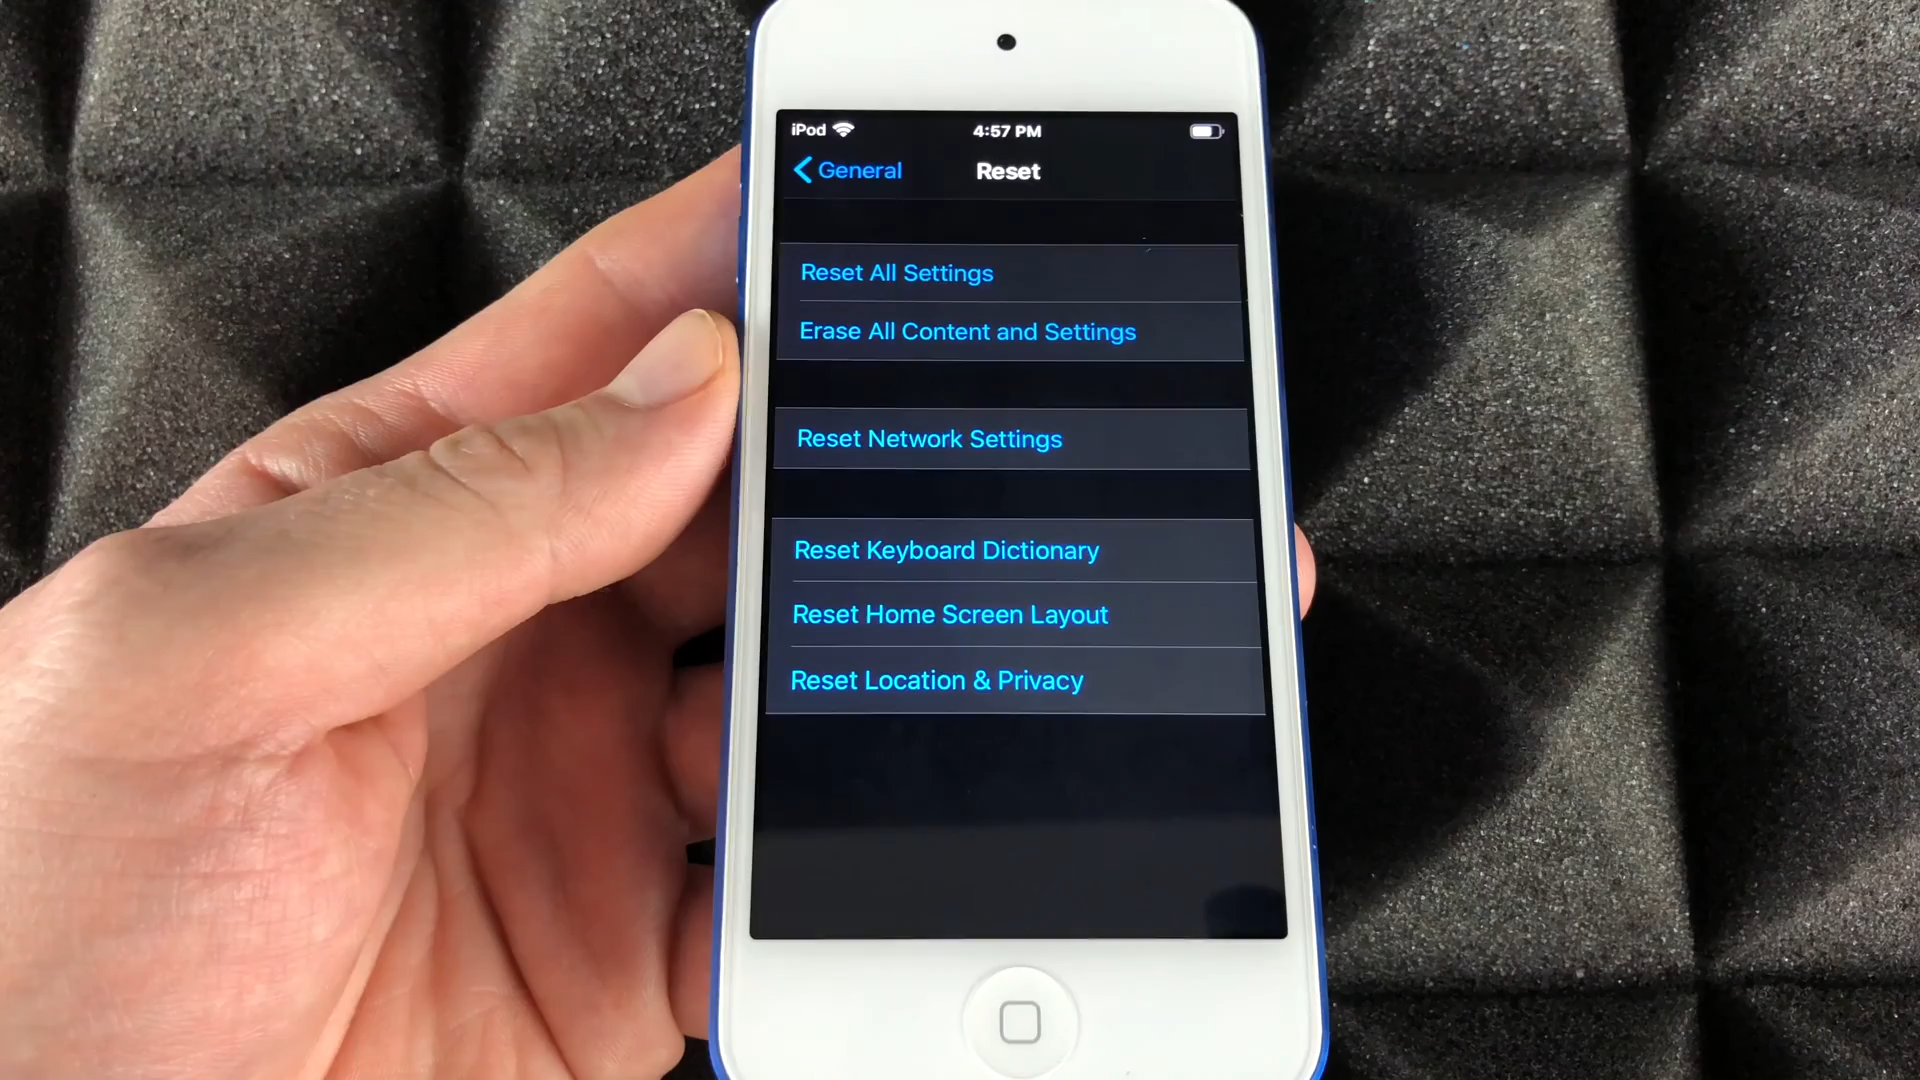 iPod 4:57 PM
General Reset
Reset All Settings
Erase All Content and Settings
Reset Network Settings
Reset Keyboard Dictionary
Reset Home Screen Layout
Reset Location & Privacy